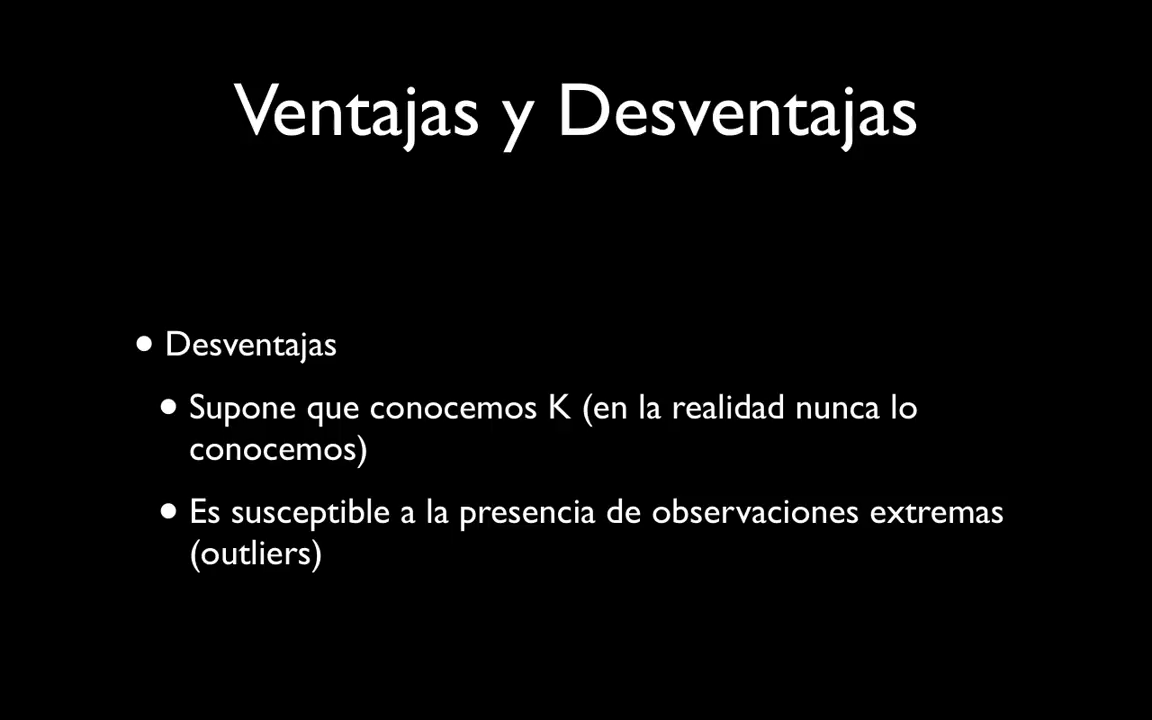 Ventajas y Desventajas
• Desventajas
• Supone que conocemos K (en la realidad nunca lo
conocemos)
• Es susceptible a la presencia de observaciones extremas
(outliers)